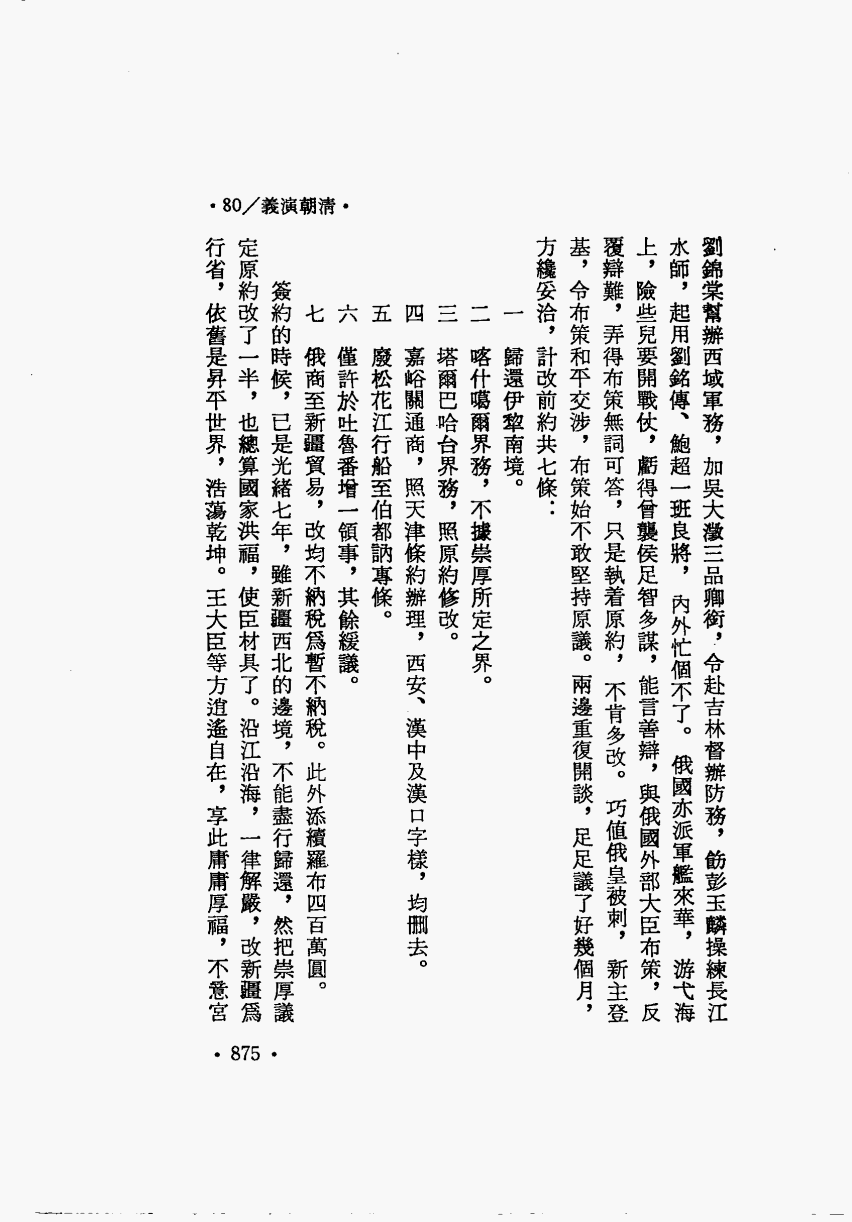 •80/義演朝清•
劉錦棠幫辦西域軍務，加吳大澂三品卿銜，令赴吉林督辦防務，飭彭玉麟操練長江
水師，起用劉銘傳、鮑超一班良將，內外忙個不了。俄國亦派軍艦來華，游弋海
上，險些兒要開戰仗，虧得曾襲侯足智多謀，能言善辯，與俄國外部大臣布策，反
覆辯難，弄得布策無詞可答，只是執着原約，不肯多改。巧值俄皇被刺，新主登
基，令布策和平交涉，布策始不敢堅持原議。兩邊重復開談，足足議了好幾個月，
方纔妥洽，計改前約共七條：
一　歸還伊犂南境。
二　喀什噶爾界務，不據崇厚所定之界。
三　塔爾巴哈台界務，照原約修改。
四　嘉峪關通商，照天津條約辦理，西安、漢中及漢口字樣，均刪去。
五　廢松花江行船至伯都訥專條。
六　僅許於吐魯番增一領事，其餘緩議。
七　俄商至新疆貿易，改均不納稅爲暫不納稅。此外添續羅布四百萬圓。
簽約的時候，已是光緒七年，雖新疆西北的邊境，不能盡行歸還，然把崇厚議
定原約改了一半，也總算國家洪福，使臣材具了。沿江沿海，一律解嚴，改新疆爲
行省，依舊是昇平世界，浩蕩乾坤。王大臣等方逍遙自在，享此庸庸厚福，不意宮
•875•